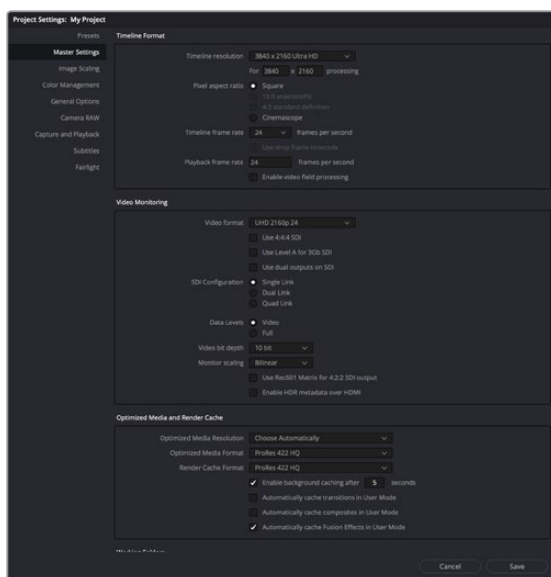 Project Settings: My Project
Presets
Master Settings
Image Scaling
Color Management
General Options
Camera RAW
Capture and Playback
Subtitles
Fairlight
Timeline Format
Timeline resolution 3840 x 2160 Ultra HD
For 3840 x 2160 processing
Pixel aspect ratio Square
16:9 anamorphic
4:3 standard definition
Cinemascope
Timeline frame rate 24 frames per second
Use drop frame timecode
Playback frame rate 24 frames per second
Enable video field processing
Video Monitoring
Video format UHD 2160p 24
Use 4:4:4 SDI
Use Level A for 3Gb SDI
Use dual outputs on SDI
SDI Configuration Single Link
Dual Link
Quad Link
Data Levels Video
Full
Video bit depth 10 bit
Monitor scaling Bilinear
Use Rec601 Matrix for 4:2:2 SDI output
Enable HDR metadata over HDMI
Optimized Media and Render Cache
Optimized Media Resolution Choose Automatically
Optimized Media Format ProRes 422 HQ
Render Cache Format ProRes 422 HQ
Enable background caching after 5 seconds
Automatically cache transitions in User Mode
Automatically cache composites in User Mode
Automatically cache Fusion Effects in User Mode
Working Folders
Cancel Save